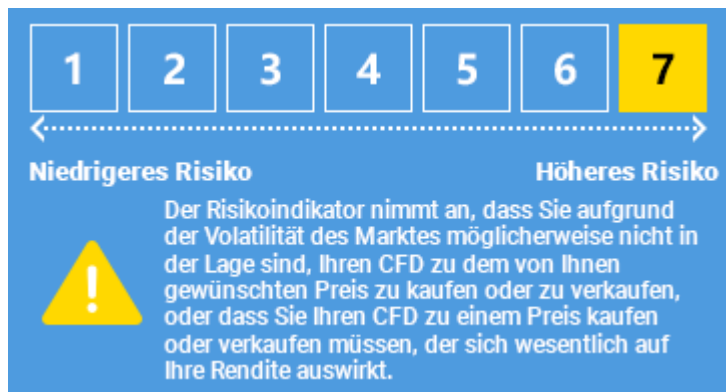 1 2 3 4 5 6 7
Niedrigeres Risiko Höheres Risiko
Der Risikoindikator nimmt an, dass Sie aufgrund
der Volatilität des Marktes möglicherweise nicht in
der Lage sind, Ihren CFD zu dem von Ihnen
gewünschten Preis zu kaufen oder zu verkaufen,
oder dass Sie Ihren CFD zu einem Preis kaufen
oder verkaufen müssen, der sich wesentlich auf
Ihre Rendite auswirkt.